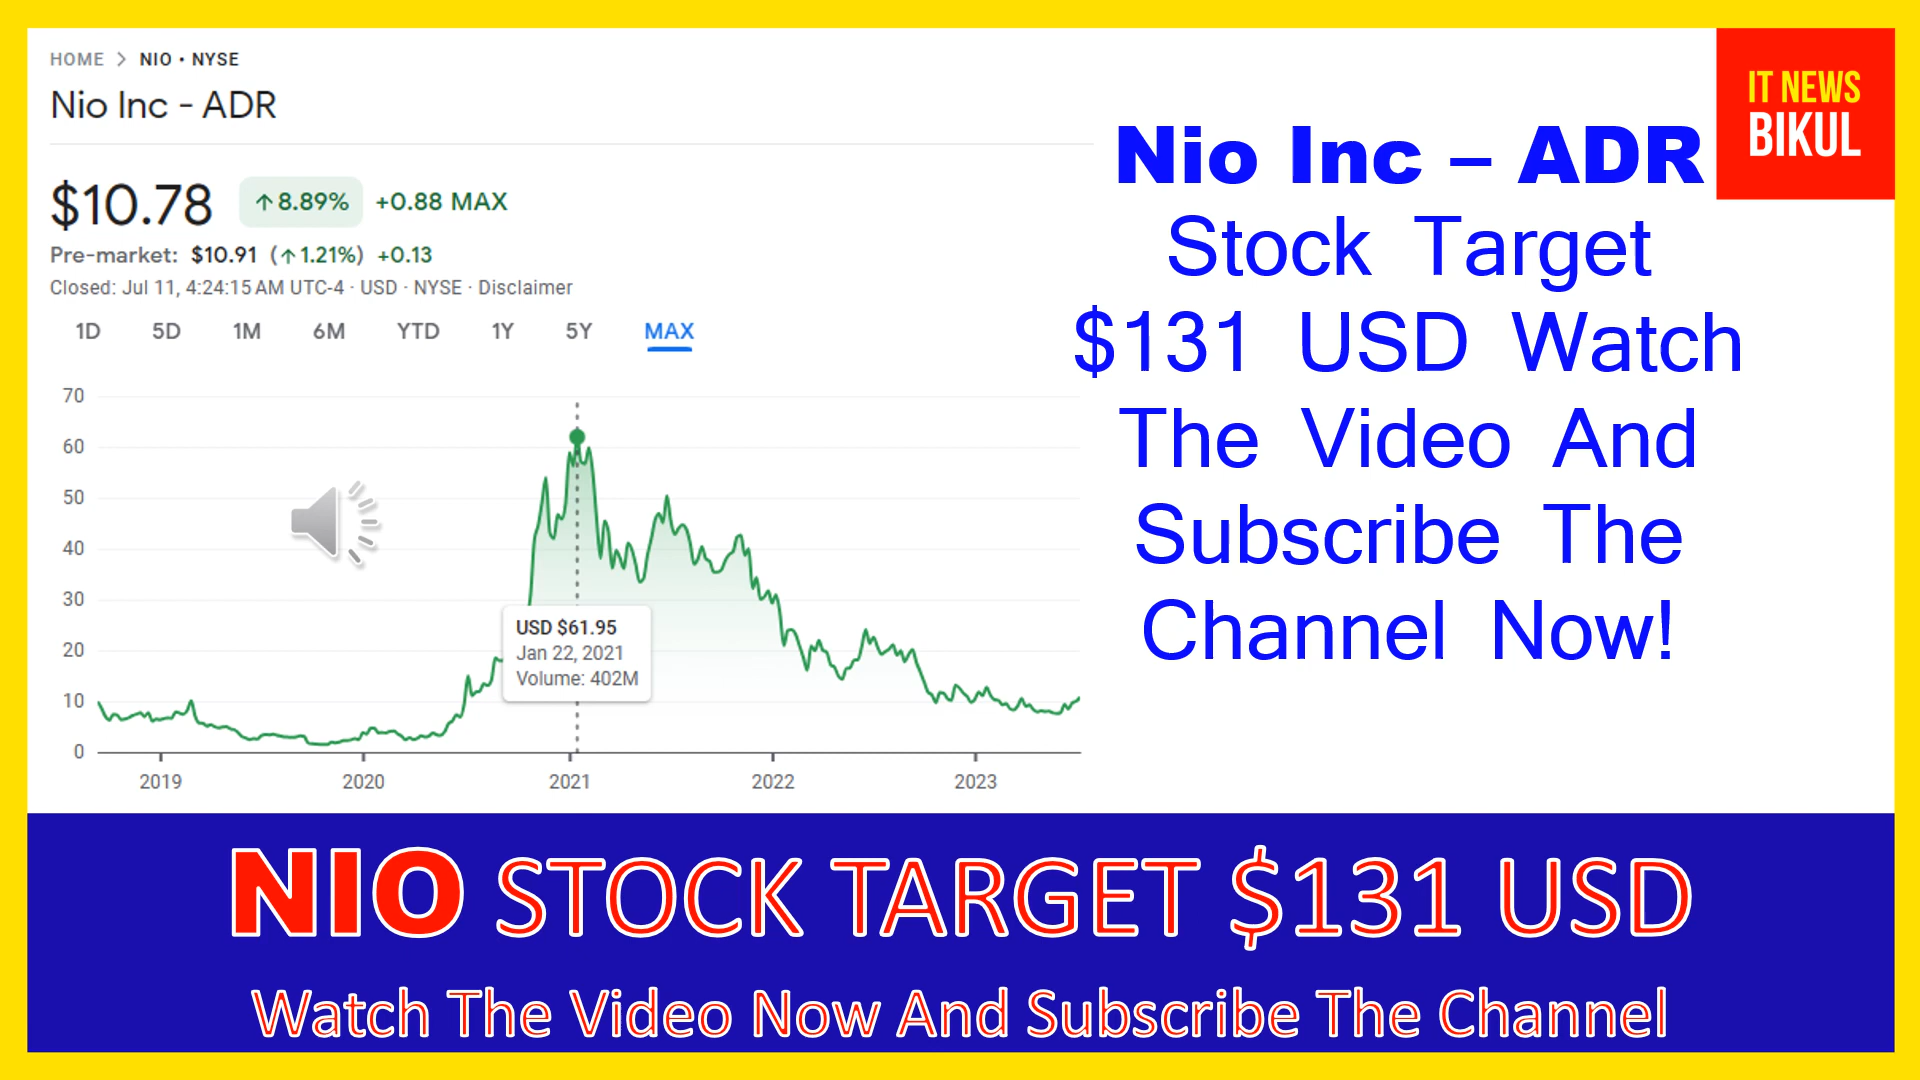 HOME > NIO • NYSE
Nio Inc - ADR
$10.78 ↑8.89% +0.88 MAX
Pre-market: $10.91 (↑1.21%) +0.13
Closed: Jul 11, 4:24:15 AM UTC-4 · USD · NYSE · Disclaimer
1D 5D 1M 6M YTD 1Y 5Y MAX
70
60
50
40
30
20
10
0
USD $61.95
Jan 22, 2021
Volume: 402M
2019 2020 2021 2022 2023
IT NEWS
BIKUL
Nio Inc – ADR
Stock Target
$131 USD Watch
The Video And
Subscribe The
Channel Now!
NIO STOCK TARGET $131 USD
Watch The Video Now And Subscribe The Channel